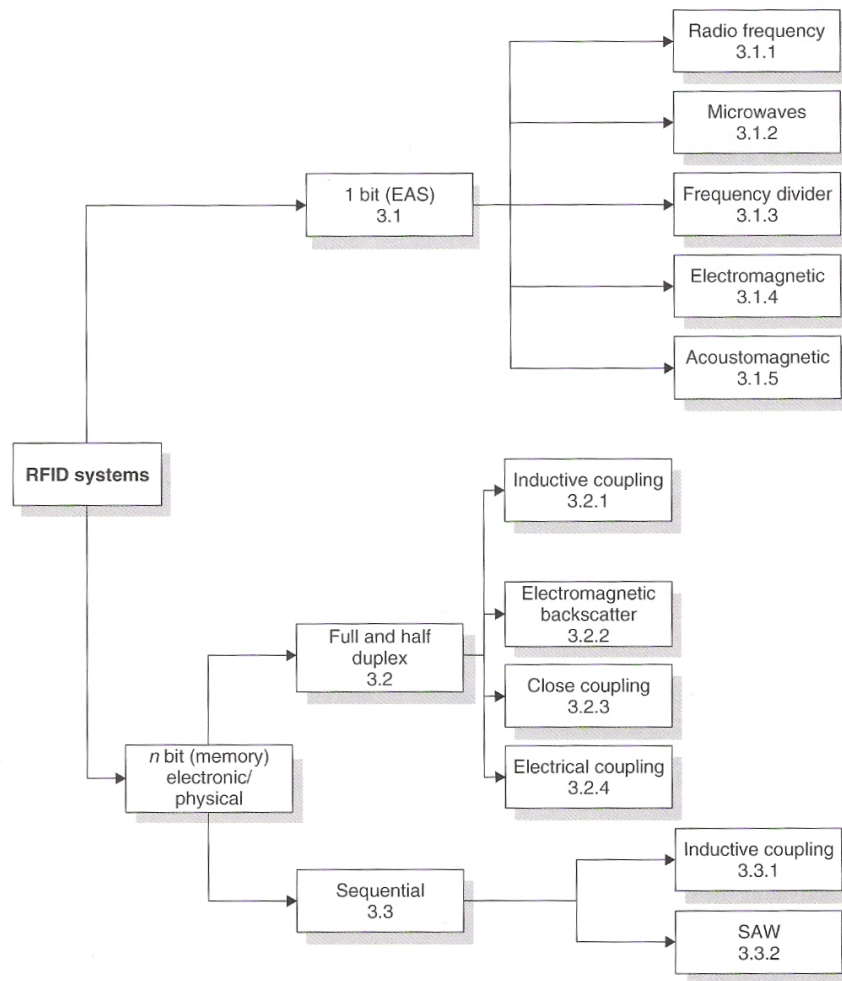 Radio frequency
3.1.1
Microwaves
3.1.2
1 bit (EAS)
3.1
Frequency divider
3.1.3
Electromagnetic
3.1.4
Acoustomagnetic
3.1.5
RFID systems
Inductive coupling
3.2.1
Electromagnetic
backscatter
3.2.2
Full and half
duplex
3.2
Close coupling
3.2.3
n bit (memory)
electronic/
physical
Electrical coupling
3.2.4
Inductive coupling
3.3.1
Sequential
3.3
SAW
3.3.2